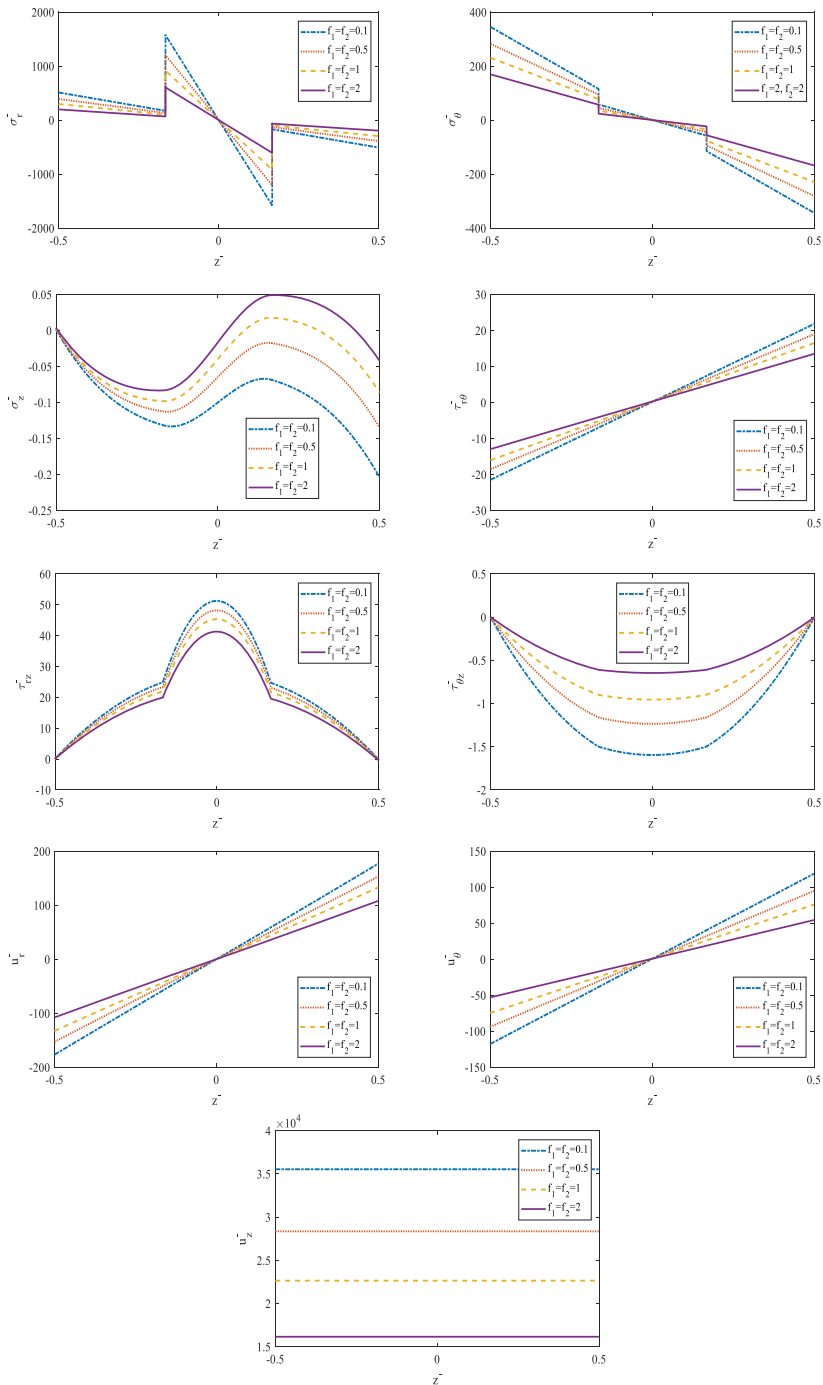 2000
1000
0
-1000
-2000
σ̄r
-0.5
0
0.5
z̄
f1=f2=0.1
f1=f2=0.5
f1=f2=1
f1=f2=2
400
200
0
-200
-400
σ̄θ
-0.5
0
0.5
z̄
f1=f2=0.1
f1=f2=0.5
f1=f2=1
f1=2, f2=2
0.05
0
-0.05
-0.1
-0.15
-0.2
-0.25
σ̄z
-0.5
0
0.5
z̄
f1=f2=0.1
f1=f2=0.5
f1=f2=1
f1=f2=2
30
20
10
0
-10
-20
-30
τ̄rθ
-0.5
0
0.5
z̄
f1=f2=0.1
f1=f2=0.5
f1=f2=1
f1=f2=2
60
50
40
30
20
10
0
-10
τ̄rz
-0.5
0
0.5
z̄
f1=f2=0.1
f1=f2=0.5
f1=f2=1
f1=f2=2
0.5
0
-0.5
-1
-1.5
-2
τ̄θz
-0.5
0
0.5
z̄
f1=f2=0.1
f1=f2=0.5
f1=f2=1
f1=f2=2
200
100
0
-100
-200
ūr
-0.5
0
0.5
z̄
f1=f2=0.1
f1=f2=0.5
f1=f2=1
f1=f2=2
150
100
50
0
-50
-100
-150
ūθ
-0.5
0
0.5
z̄
f1=f2=0.1
f1=f2=0.5
f1=f2=1
f1=f2=2
×10^4
4
3.5
3
2.5
2
1.5
ūz
-0.5
0
0.5
z̄
f1=f2=0.1
f1=f2=0.5
f1=f2=1
f1=f2=2